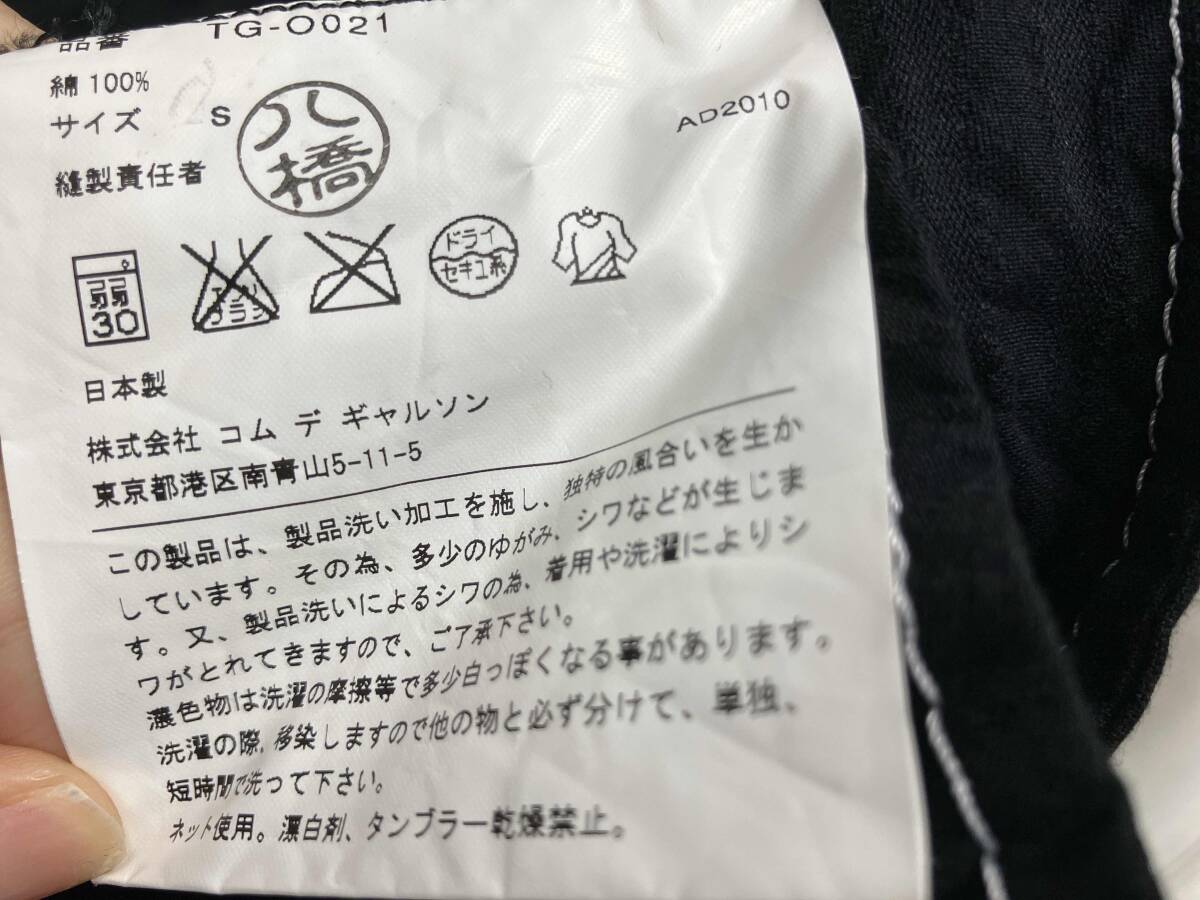 品番 TG-O021
綿 100%
サイズ S
AD2010
縫製責任者 八橋
弱 30
エンソ
フラン
ドライ
セキユ系
日本製
株式会社 コム デ ギャルソン
東京都港区南青山5-11-5
この製品は、製品洗い加工を施し、独特の風合いを生か
しています。その為、多少のゆがみ、シワなどが生じま
す。又、製品洗いによるシワの為、着用や洗濯によりシ
ワがとれてきますので、ご了承下さい。
濃色物は洗濯の摩擦等で多少白っぽくなる事があります。
洗濯の際、移染しますので他の物と必ず分けて、単独、
短時間で洗って下さい。
ネット使用。漂白剤、タンブラー乾燥禁止。